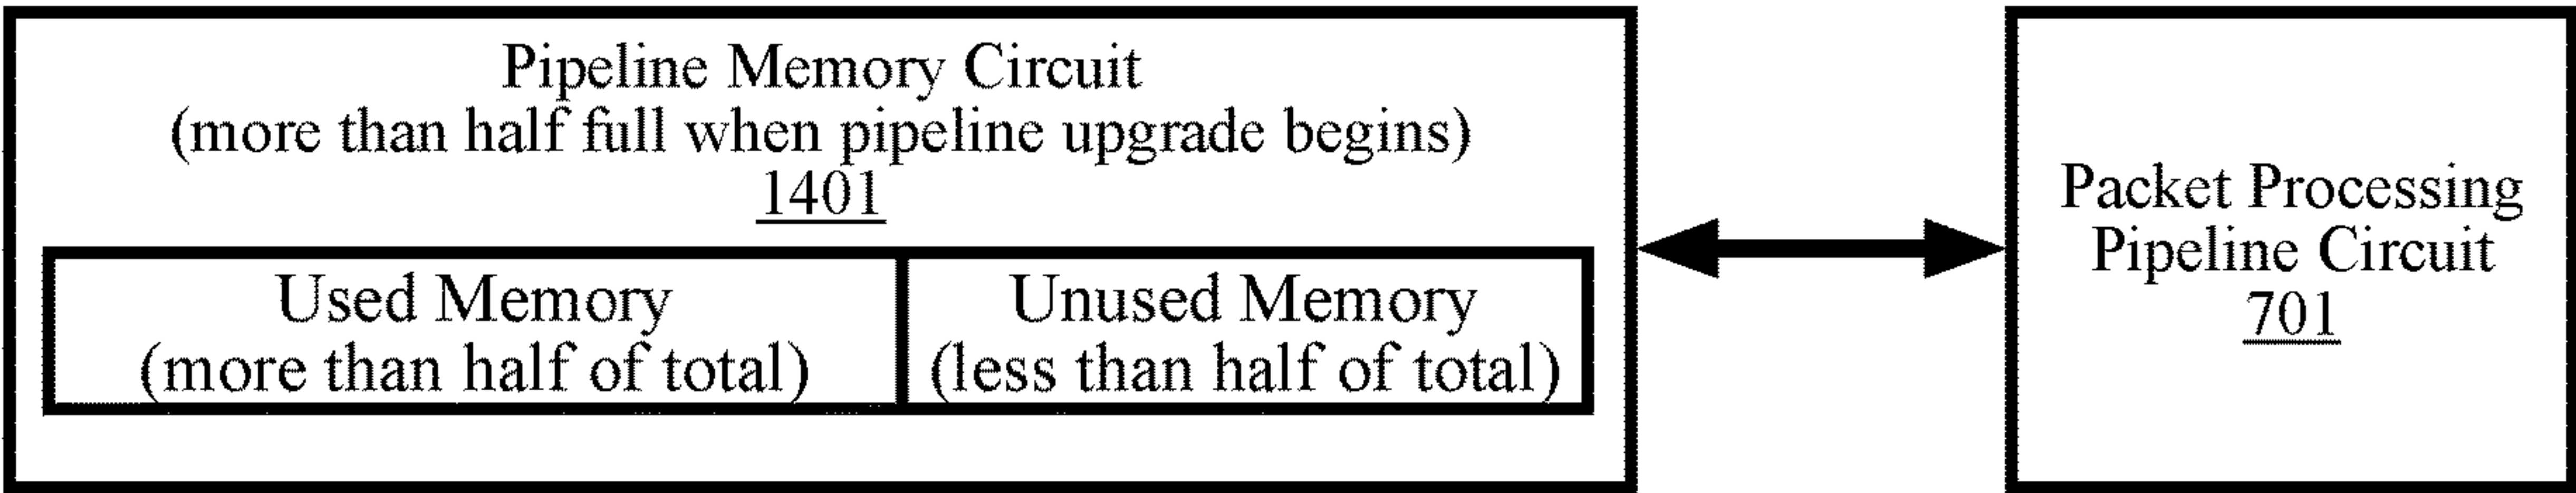 Pipeline Memory Circuit
(more than half full when pipeline upgrade begins)
1401
Used Memory
(more than half of total)
Unused Memory
(less than half of total)
Packet Processing
Pipeline Circuit
701